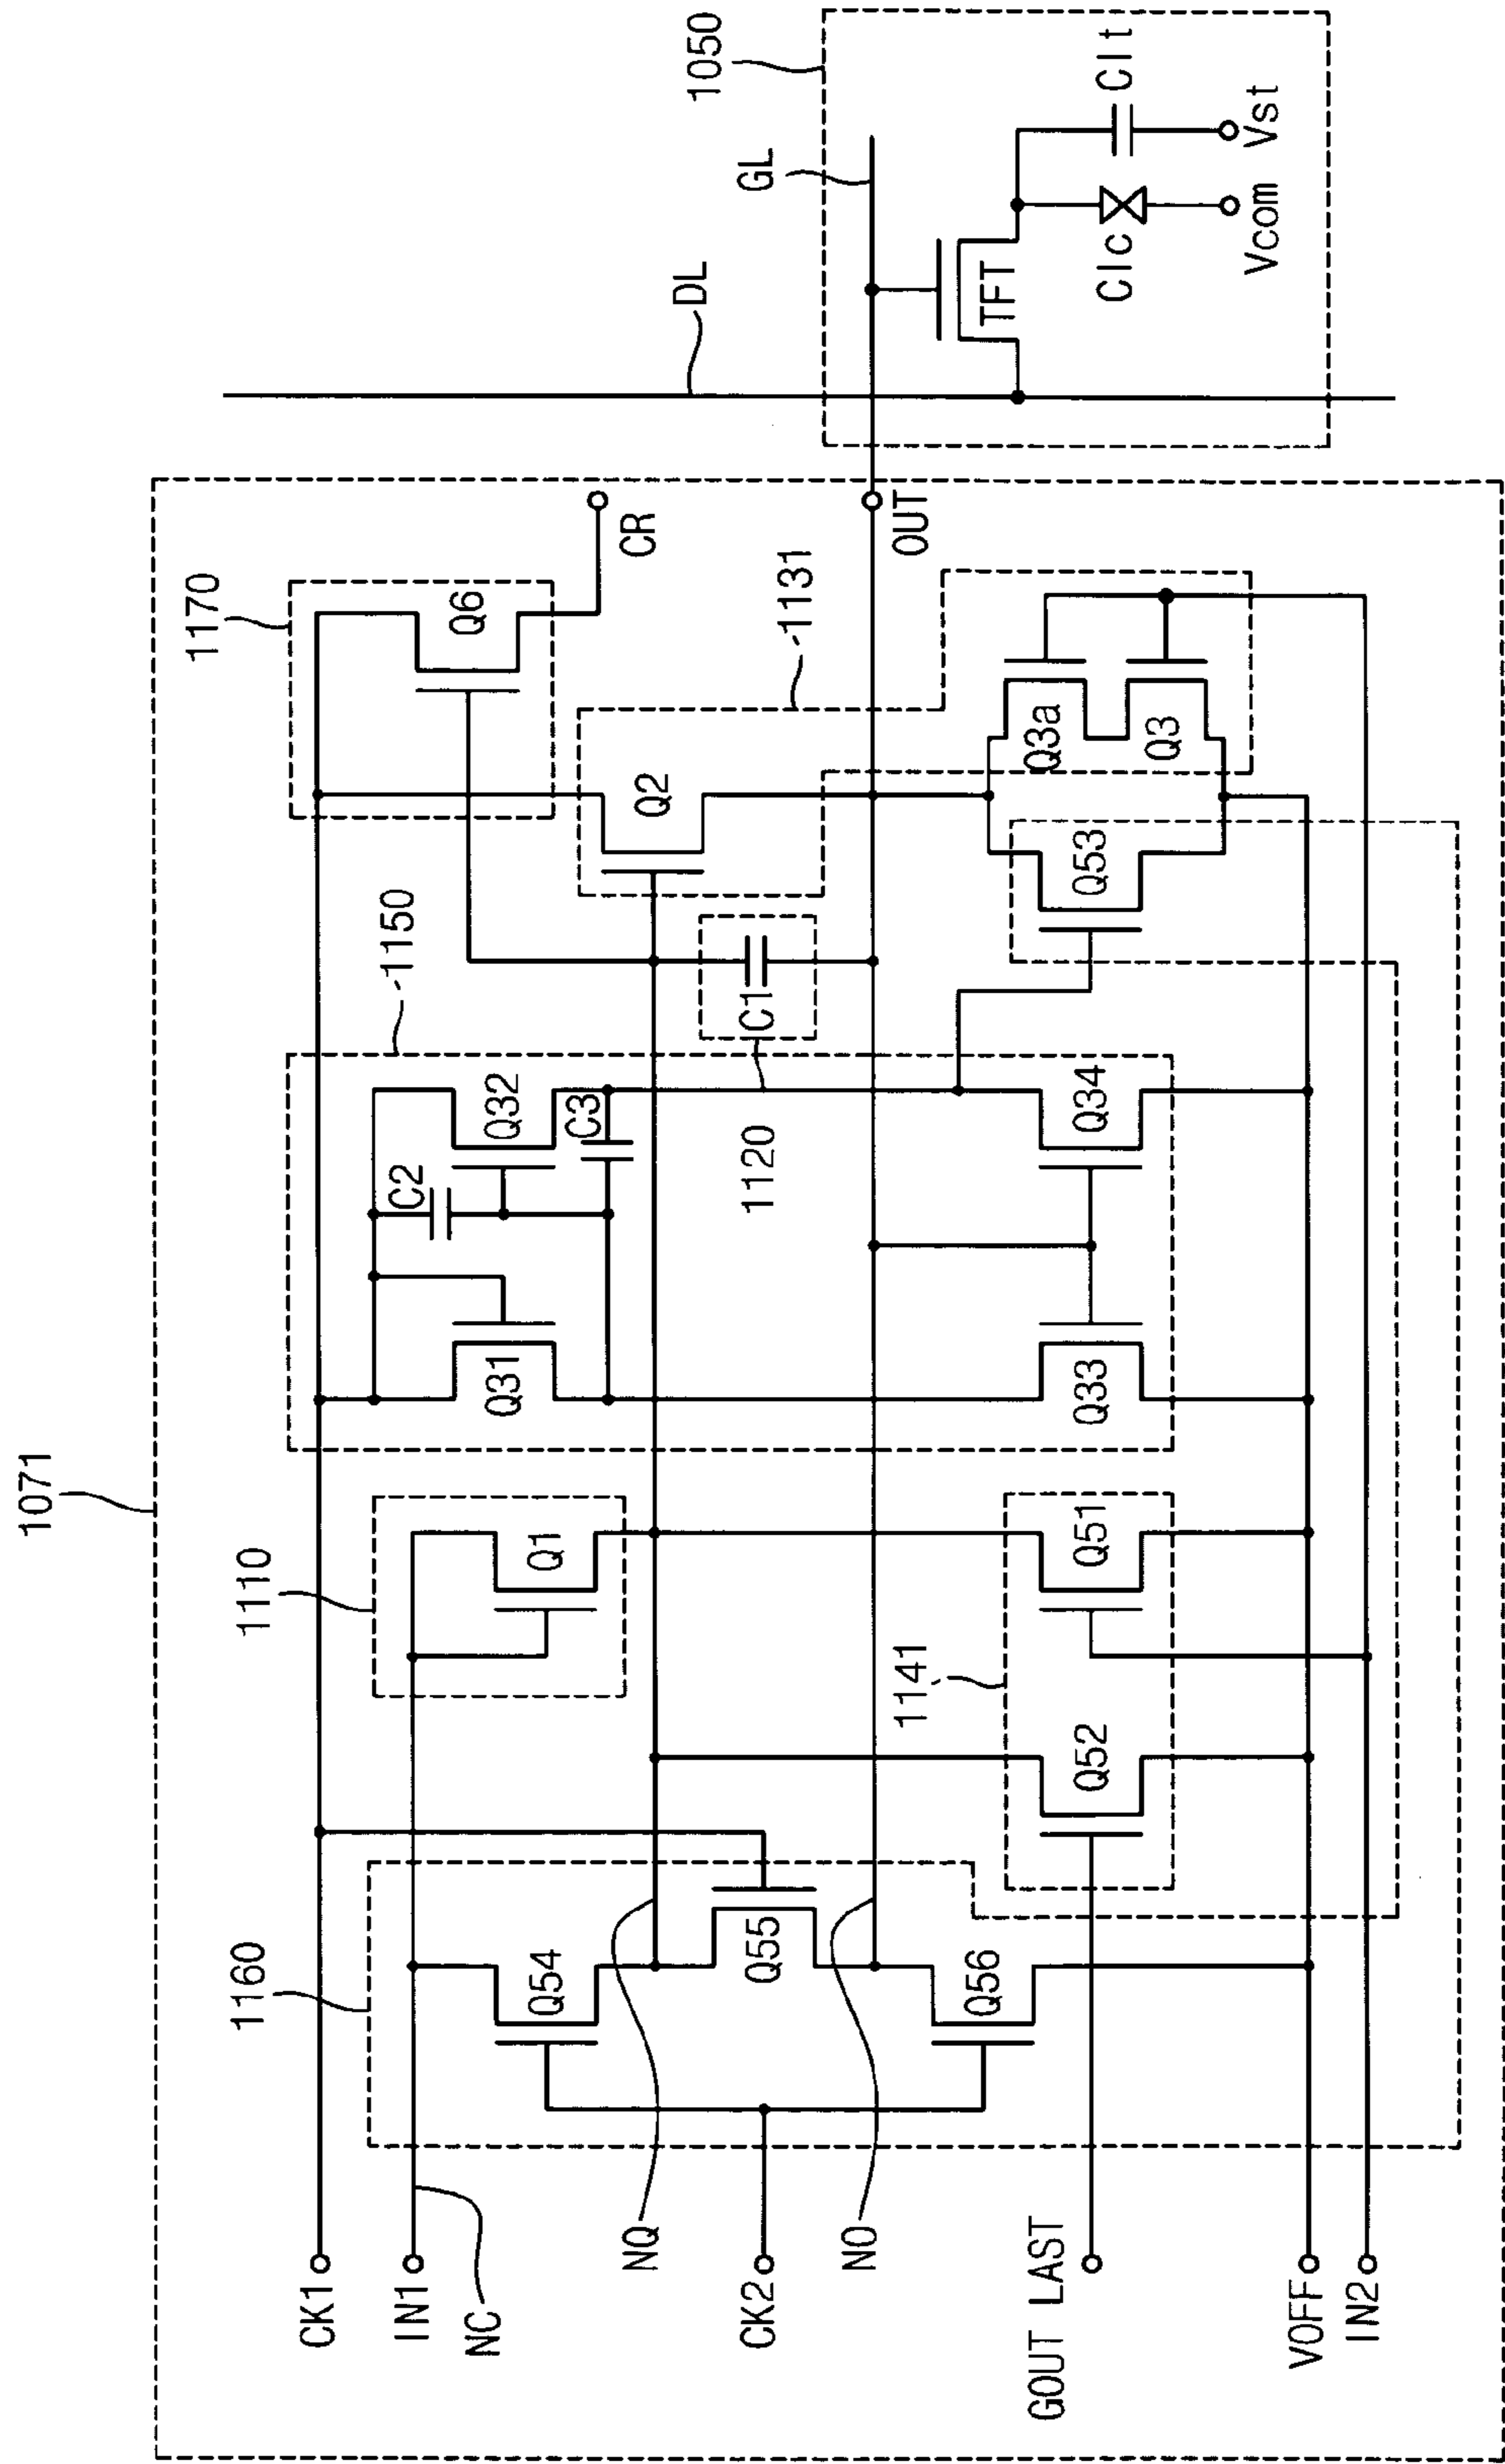 1071
1050
GL
DL
Clt
Clc
TFT
Vst
Vcom
1170
Q6
CR
1131
OUT
Q2
Q3a
Q3
Q53
1150
C1
1120
Q32
C3
C2
Q31
Q34
Q33
1110
Q1
Q51
1141
Q52
1160
Q54
Q55
Q56
CK1
IN1
NC
NQ
CK2
NO
GOUT LAST
VOFF
IN2